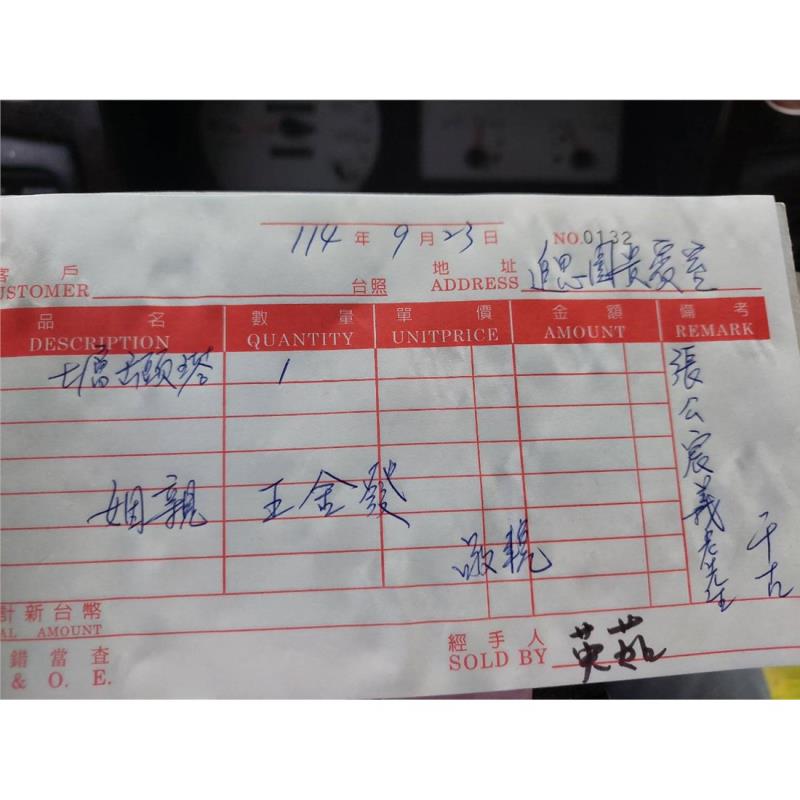 114 年 9 月 23 日
NO.0132
客戶 台照 地址
USTOMER ADDRESS 追思園貴賓室
品名 數量 單價 金額 備考
DESCRIPTION QUANTITY UNITPRICE AMOUNT REMARK
七層罐頭塔 1
張公宸義老先生 千古
姻親 王金發
敬輓
計新台幣
AL AMOUNT
經手人
錯當查
SOLD BY 英
& O. E.